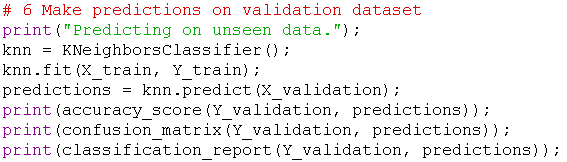 # 6 Make predictions on validation dataset
print("Predicting on unseen data.");
knn = KNeighborsClassifier();
knn.fit(X_train, Y_train);
predictions = knn.predict(X_validation);
print(accuracy_score(Y_validation, predictions));
print(confusion_matrix(Y_validation, predictions));
print(classification_report(Y_validation, predictions));